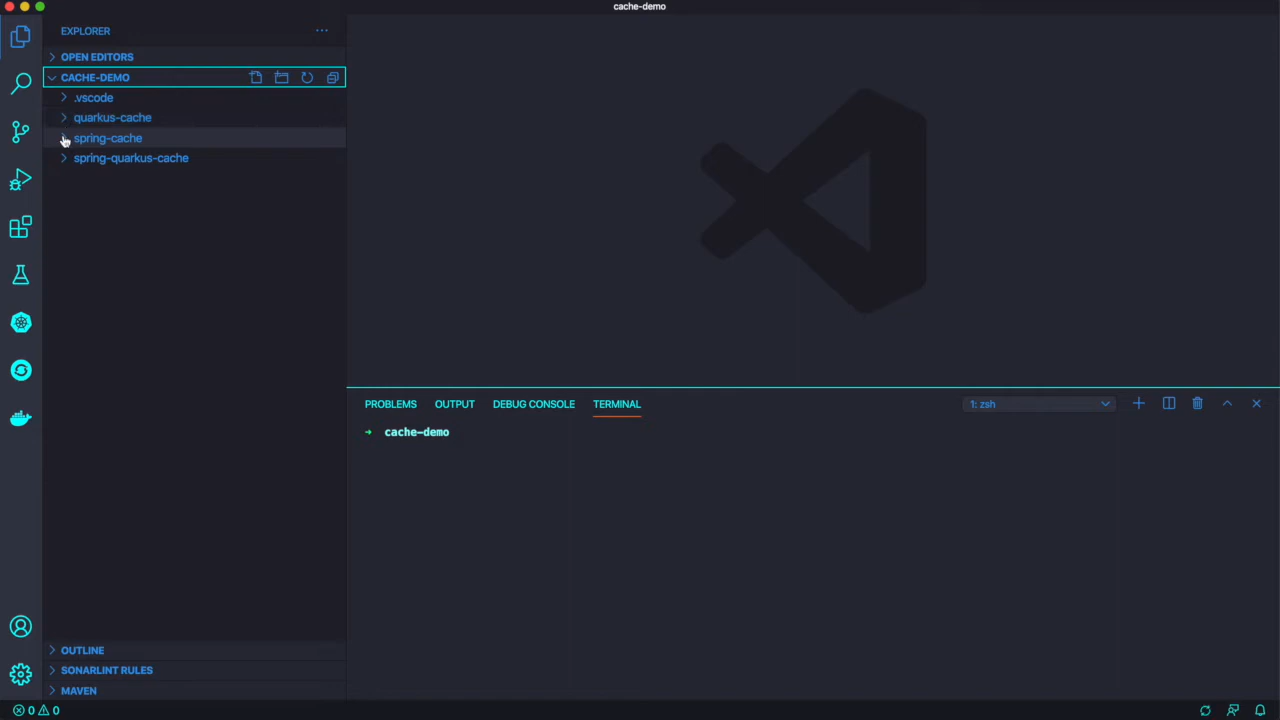 cache-demo
EXPLORER
OPEN EDITORS
CACHE-DEMO
.vscode
quarkus-cache
spring-cache
spring-quarkus-cache
PROBLEMS OUTPUT DEBUG CONSOLE TERMINAL 1: zsh
→ cache-demo
OUTLINE
SONARLINT RULES
MAVEN
0 0